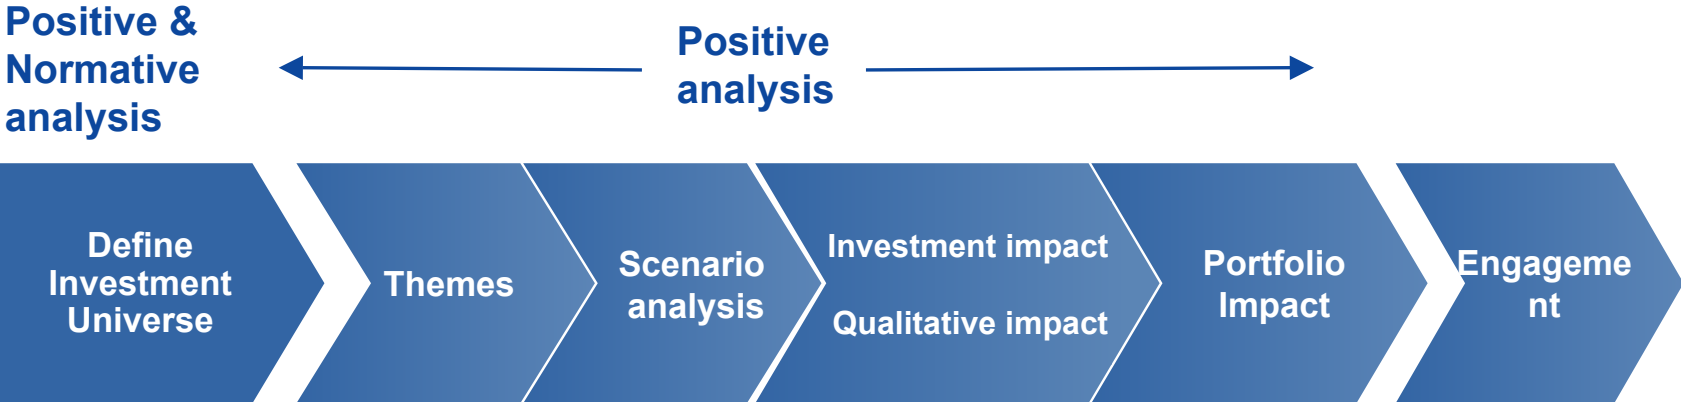 Positive &
Normative
analysis
Positive
analysis
Define
Investment
Universe
Themes
Scenario
analysis
Investment impact
Qualitative impact
Portfolio
Impact
Engageme
nt